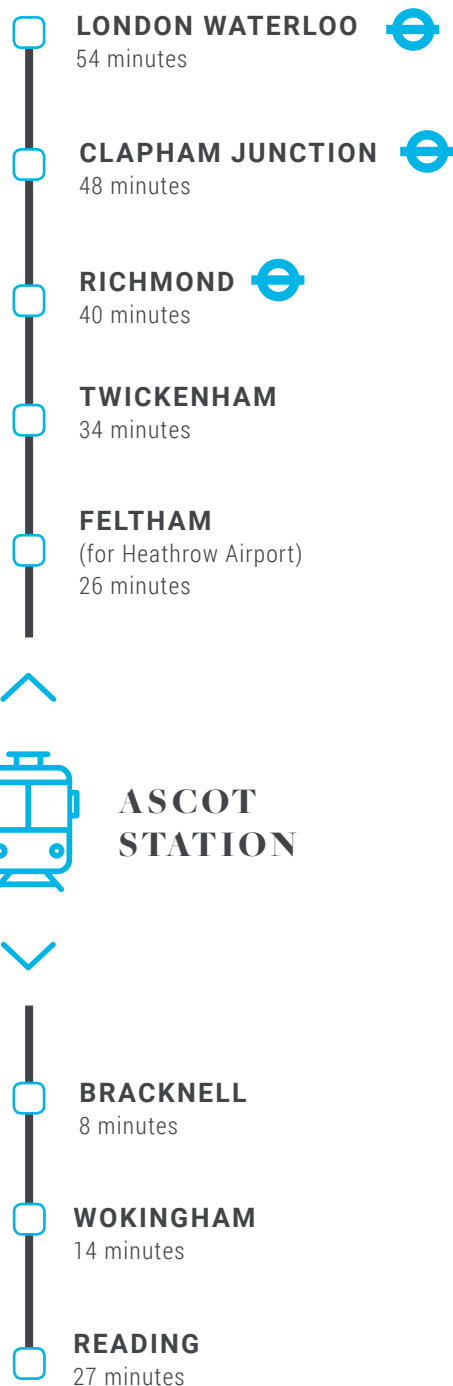 LONDON WATERLOO
54 minutes
CLAPHAM JUNCTION
48 minutes
RICHMOND
40 minutes
TWICKENHAM
34 minutes
FELTHAM
(for Heathrow Airport)
26 minutes
ASCOT
STATION
BRACKNELL
8 minutes
WOKINGHAM
14 minutes
READING
27 minutes